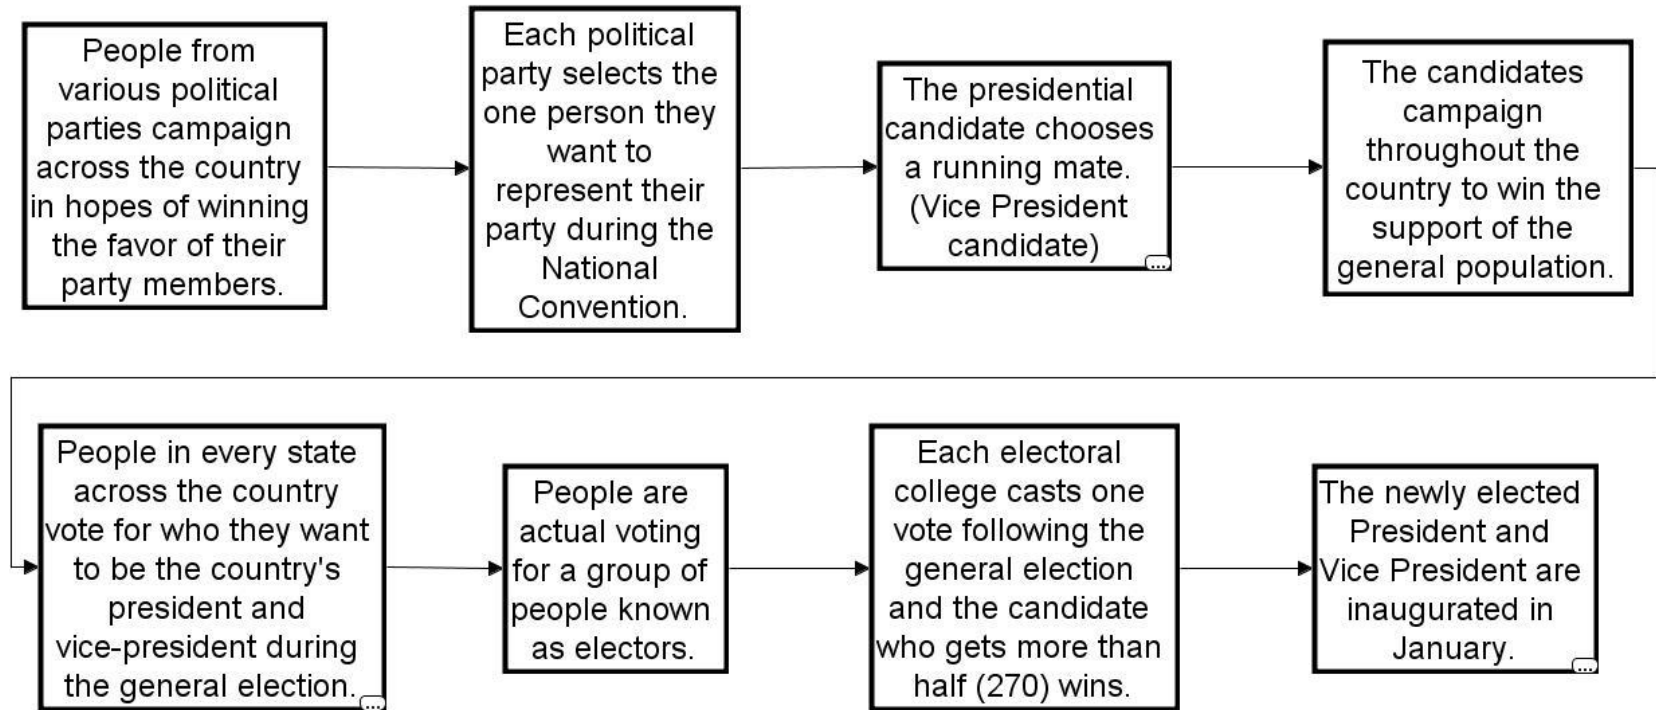 People from
various political
parties campaign
across the country
in hopes of winning
the favor of their
party members.
Each political
party selects the
one person they
want to
represent their
party during the
National
Convention.
The presidential
candidate chooses
a running mate.
(Vice President
candidate)
...
The candidates
campaign
throughout the
country to win the
support of the
general population.
People in every state
across the country
vote for who they want
to be the country's
president and
vice-president during
the general election.
...
People are
actual voting
for a group of
people known
as electors.
Each electoral
college casts one
vote following the
general election
and the candidate
who gets more than
half (270) wins.
The newly elected
President and
Vice President are
inaugurated in
January.
...